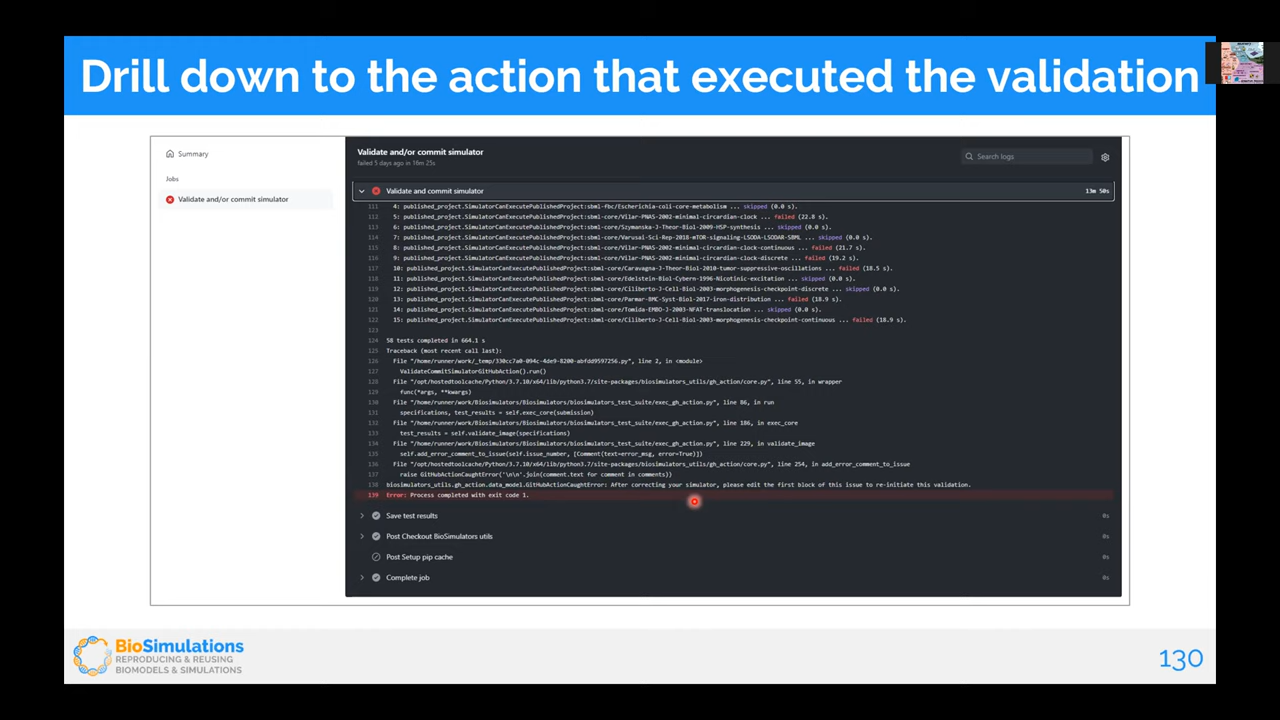 Drill down to the action that executed the validation
Summary
Jobs
Validate and/or commit simulator
Validate and/or commit simulator
failed 5 days ago in 16m 25s
Search logs
Validate and commit simulator 13m 50s
111 4: published_project.SimulatorCanExecutePublishedProject:sbml-fbc/Escherichia-coli-core-metabolism ... skipped (0.0 s).
112 5: published_project.SimulatorCanExecutePublishedProject:sbml-core/Vilar-PNAS-2002-minimal-circardian-clock ... failed (22.8 s).
113 6: published_project.SimulatorCanExecutePublishedProject:sbml-core/Szymanska-J-Theor-Biol-2009-HSP-synthesis ... skipped (0.0 s).
114 7: published_project.SimulatorCanExecutePublishedProject:sbml-core/Varusai-Sci-Rep-2018-mTOR-signaling-LSODA-LSODAR-SBML ... skipped (0.0 s).
115 8: published_project.SimulatorCanExecutePublishedProject:sbml-core/Vilar-PNAS-2002-minimal-circardian-clock-continuous ... failed (21.7 s).
116 9: published_project.SimulatorCanExecutePublishedProject:sbml-core/Vilar-PNAS-2002-minimal-circardian-clock-discrete ... failed (19.2 s).
117 10: published_project.SimulatorCanExecutePublishedProject:sbml-core/Caravagna-J-Theor-Biol-2010-tumor-suppressive-oscillations ... failed (18.5 s).
118 11: published_project.SimulatorCanExecutePublishedProject:sbml-core/Edelstein-Biol-Cybern-1996-Nicotinic-excitation ... skipped (0.0 s).
119 12: published_project.SimulatorCanExecutePublishedProject:sbml-core/Ciliberto-J-Cell-Biol-2003-morphogenesis-checkpoint-discrete ... skipped (0.0 s).
120 13: published_project.SimulatorCanExecutePublishedProject:sbml-core/Parmar-BMC-Syst-Biol-2017-iron-distribution ... failed (18.9 s).
121 14: published_project.SimulatorCanExecutePublishedProject:sbml-core/Tomida-EMBO-J-2003-NFAT-translocation ... skipped (0.0 s).
122 15: published_project.SimulatorCanExecutePublishedProject:sbml-core/Ciliberto-J-Cell-Biol-2003-morphogenesis-checkpoint-continuous ... failed (18.9 s).
123
124 58 tests completed in 664.1 s
125 Traceback (most recent call last):
126 File "/home/runner/work/_temp/330cc7a0-094c-4de9-8200-abfdd9597256.py", line 2, in <module>
127 ValidateCommitSimulatorGitHubAction().run()
128 File "/opt/hostedtoolcache/Python/3.7.10/x64/lib/python3.7/site-packages/biosimulators_utils/gh_action/core.py", line 55, in wrapper
129 func(*args, **kwargs)
130 File "/home/runner/work/Biosimulators/Biosimulators/biosimulators_test_suite/exec_gh_action.py", line 86, in run
131 specifications, test_results = self.exec_core(submission)
132 File "/home/runner/work/Biosimulators/Biosimulators/biosimulators_test_suite/exec_gh_action.py", line 186, in exec_core
133 test_results = self.validate_image(specifications)
134 File "/home/runner/work/Biosimulators/Biosimulators/biosimulators_test_suite/exec_gh_action.py", line 229, in validate_image
135 self.add_error_comment_to_issue(self.issue_number, [Comment(text=error_msg, error=True)])
136 File "/opt/hostedtoolcache/Python/3.7.10/x64/lib/python3.7/site-packages/biosimulators_utils/gh_action/core.py", line 254, in add_error_comment_to_issue
137 raise GitHubActionCaughtError('\n\n'.join(comment.text for comment in comments))
138 biosimulators_utils.gh_action.data_model.GitHubActionCaughtError: After correcting your simulator, please edit the first block of this issue to re-initiate this validation.
139 Error: Process completed with exit code 1.
Save test results 0s
Post Checkout BioSimulators utils 0s
Post Setup pip cache 0s
Complete job 0s
BioSimulations
REPRODUCING & REUSING
BIOMODELS & SIMULATIONS
130